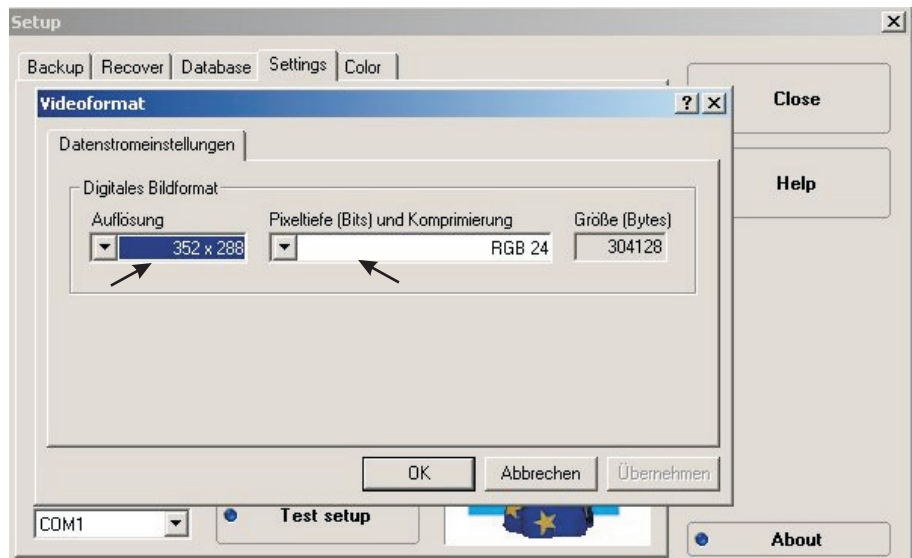 Setup
Backup Recover Database Settings Color
Close
Help
Videoformat
Datenstromeinstellungen
Digitales Bildformat
Auflösung Pixeltiefe (Bits) und Komprimierung Größe (Bytes)
352 x 288 RGB 24 304128
OK Abbrechen Übernehmen
COM1 Test setup
About